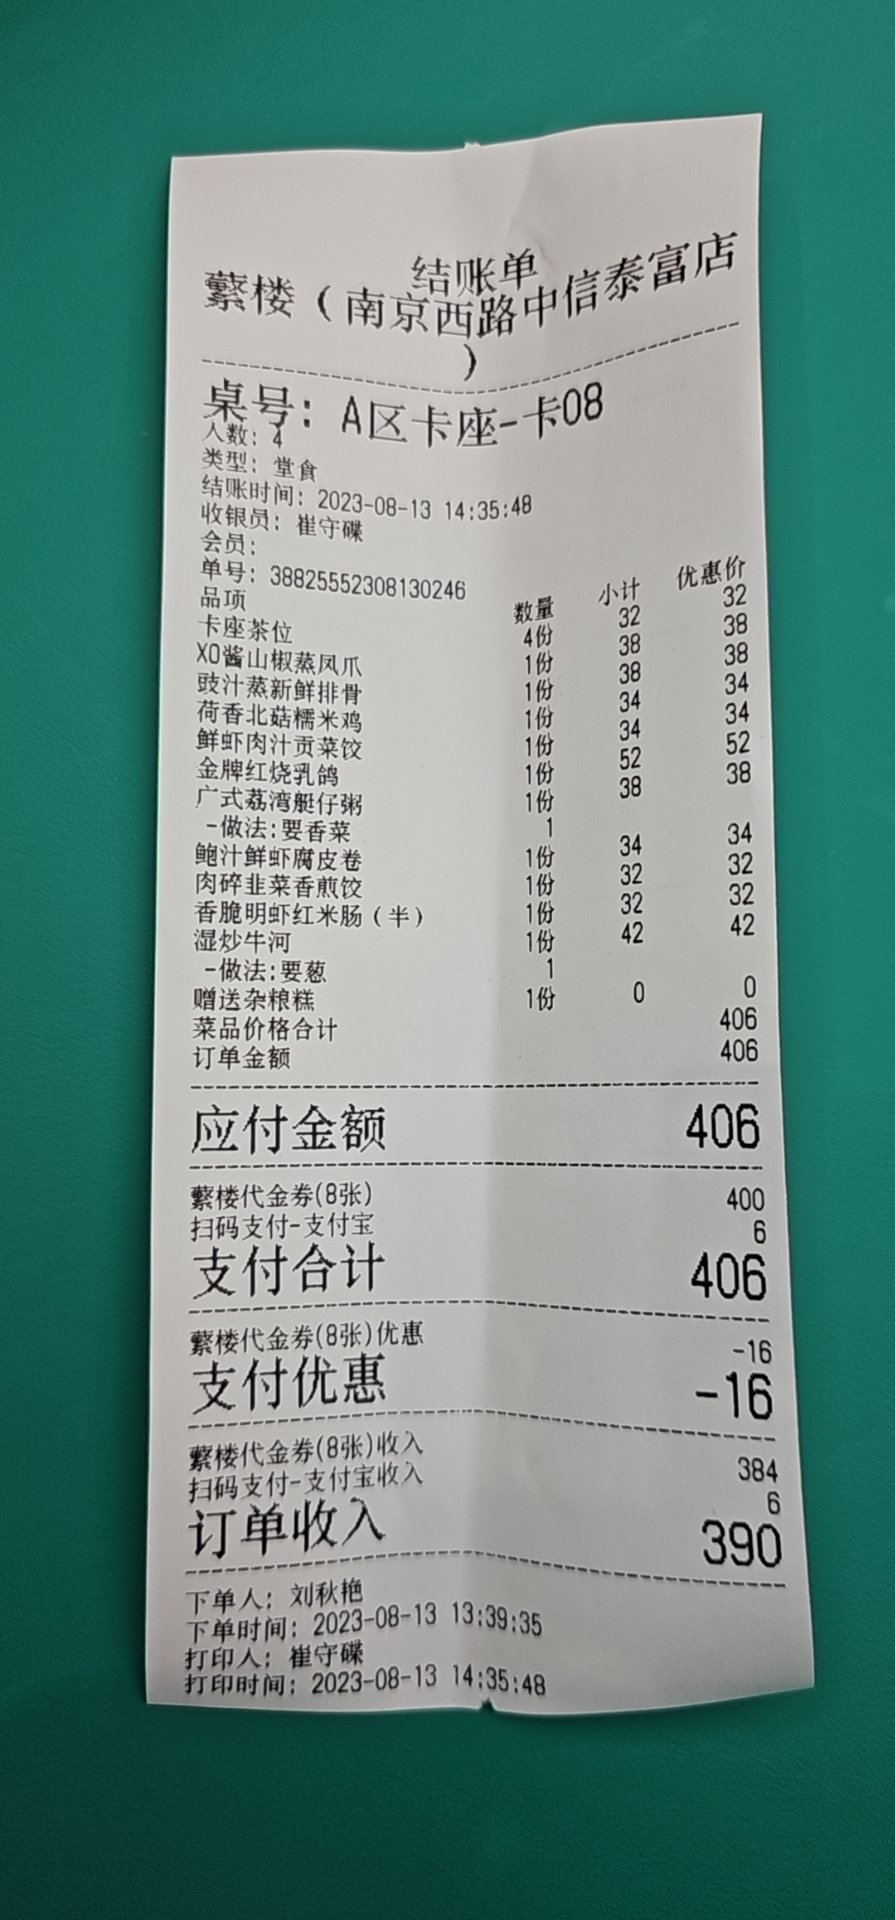 结账单
蘩楼（南京西路中信泰富店
）
桌号: A区卡座-卡08
人数: 4
类型: 堂食
结账时间: 2023-08-13 14:35:48
收银员: 崔守碟
会员:
单号: 38825552308130246
品项 数量 小计 优惠价
卡座茶位 4份 32 32
XO酱山椒蒸凤爪 1份 38 38
豉汁蒸新鲜排骨 1份 38 38
荷香北菇糯米鸡 1份 34 34
鲜虾肉汁贡菜饺 1份 34 34
金牌红烧乳鸽 1份 52 52
广式荔湾艇仔粥 1份 38 38
-做法:要香菜 1
鲍汁鲜虾腐皮卷 1份 34 34
肉碎韭菜香煎饺 1份 32 32
香脆明虾红米肠（半） 1份 32 32
湿炒牛河 1份 42 42
-做法:要葱 1
赠送杂粮糕 1份 0 0
菜品价格合计 406
订单金额 406
应付金额 406
蘩楼代金券(8张) 400
扫码支付-支付宝 6
支付合计 406
蘩楼代金券(8张)优惠 -16
支付优惠 -16
蘩楼代金券(8张)收入 384
扫码支付-支付宝收入 6
订单收入 390
下单人: 刘秋艳
下单时间: 2023-08-13 13:39:35
打印人: 崔守碟
打印时间: 2023-08-13 14:35:48